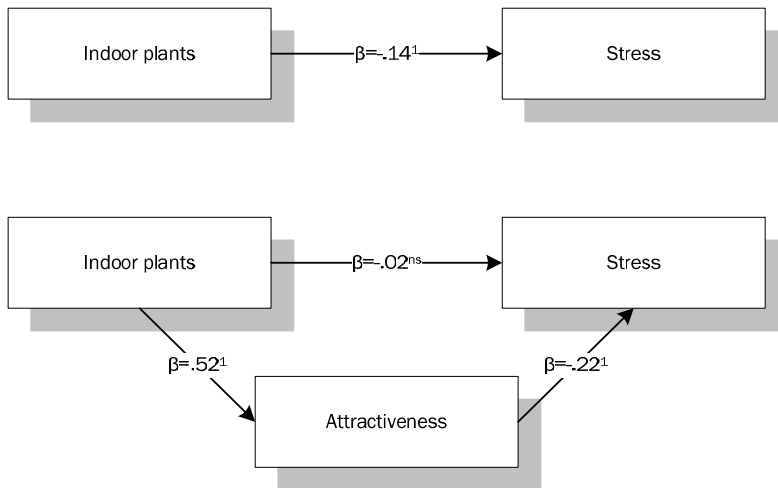 Indoor plants
β=-.14¹
Stress
Indoor plants
β=-.02ⁿˢ
Stress
β=.52¹
β=-.22¹
Attractiveness